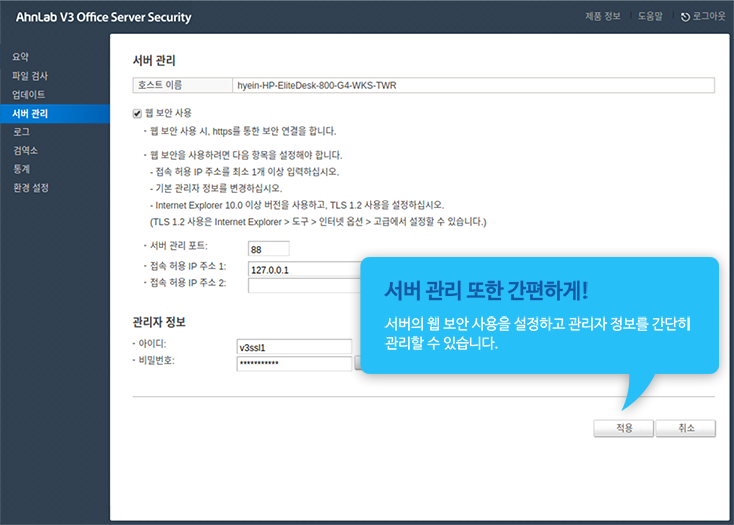 AhnLab V3 Office Server Security
제품 정보 도움말 로그아웃
요약
파일 검사
업데이트
서버 관리
로그
검역소
통계
환경 설정
서버 관리
호스트 이름 hyein-HP-EliteDesk-800-G4-WKS-TWR
웹 보안 사용
- 웹 보안 사용 시, https를 통한 보안 연결을 합니다.
- 웹 보안을 사용하려면 다음 항목을 설정해야 합니다.
- 접속 허용 IP 주소를 최소 1개 이상 입력하십시오.
- 기본 관리자 정보를 변경하십시오.
- Internet Explorer 10.0 이상 버전을 사용하고, TLS 1.2 사용을 설정하십시오.
(TLS 1.2 사용은 Internet Explorer > 도구 > 인터넷 옵션 > 고급에서 설정할 수 있습니다.)
- 서버 관리 포트: 88
- 접속 허용 IP 주소 1: 127.0.0.1
- 접속 허용 IP 주소 2:
서버 관리 또한 간편하게!
서버의 웹 보안 사용을 설정하고 관리자 정보를 간단히
관리할 수 있습니다.
관리자 정보
- 아이디: v3ssl1
- 비밀번호: ***********
적용 취소